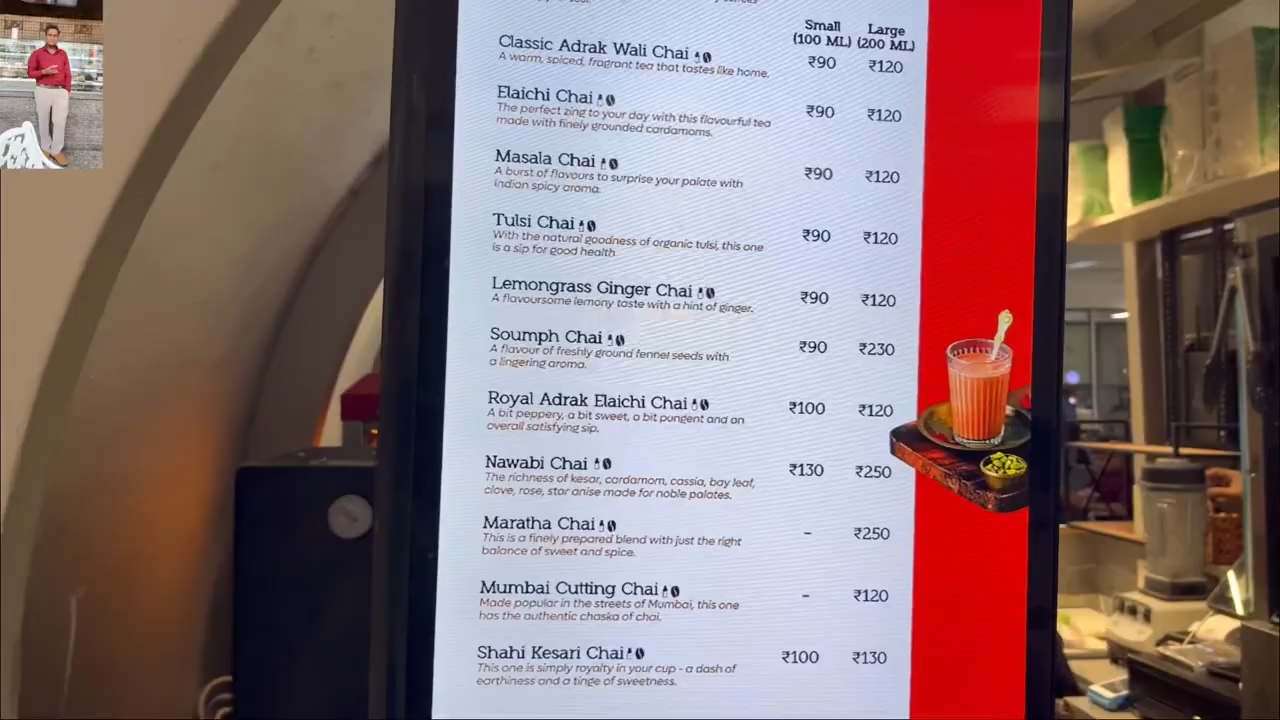 Small Large
(100 ML) (200 ML)
Classic Adrak Wali Chai ₹90 ₹120
A warm, spiced, fragrant tea that tastes like home.
Elaichi Chai ₹90 ₹120
The perfect zing to your day with this flavourful tea
made with finely grounded cardamoms.
Masala Chai ₹90 ₹120
A burst of flavours to surprise your palate with
Indian spicy aroma.
Tulsi Chai ₹90 ₹120
With the natural goodness of organic tulsi, this one
is a sip for good health.
Lemongrass Ginger Chai ₹90 ₹120
A flavoursome lemony taste with a hint of ginger.
Soumph Chai ₹90 ₹230
A flavour of freshly ground fennel seeds with
a lingering aroma.
Royal Adrak Elaichi Chai ₹100 ₹120
A bit peppery, a bit sweet, a bit pungent and an
overall satisfying sip.
Nawabi Chai ₹130 ₹250
The richness of kesar, cardamom, cassia, bay leaf,
clove, rose, star anise made for noble palates.
Maratha Chai - ₹250
This is a finely prepared blend with just the right
balance of sweet and spice.
Mumbai Cutting Chai - ₹120
Made popular in the streets of Mumbai, this one
has the authentic chaska of chai.
Shahi Kesari Chai ₹100 ₹130
This one is simply royalty in your cup - a dash of
earthiness and a tinge of sweetness.